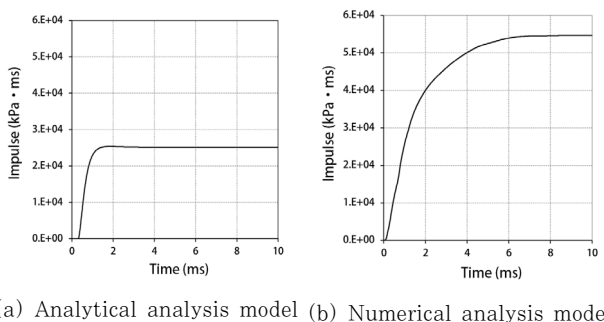 6.E+04
5.E+04
4.E+04
3.E+04
2.E+04
1.E+04
0.E+00
Impulse (kPa • ms)
0 2 4 6 8 10
Time (ms)
6.E+04
5.E+04
4.E+04
3.E+04
2.E+04
1.E+04
0.E+00
Impulse (kPa • ms)
0 2 4 6 8 10
Time (ms)
(a) Analytical analysis model (b) Numerical analysis mode